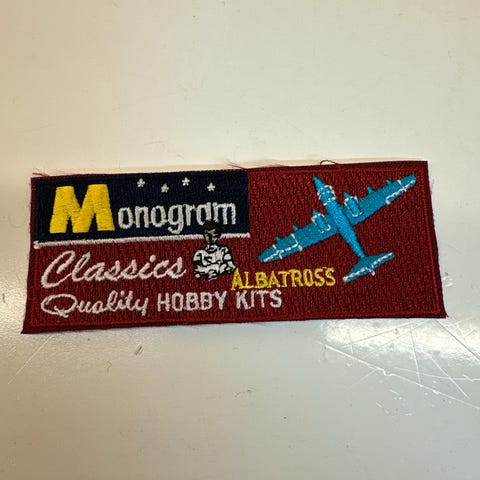 Monogram
Classics
ALBATROSS
Quality HOBBY KITS